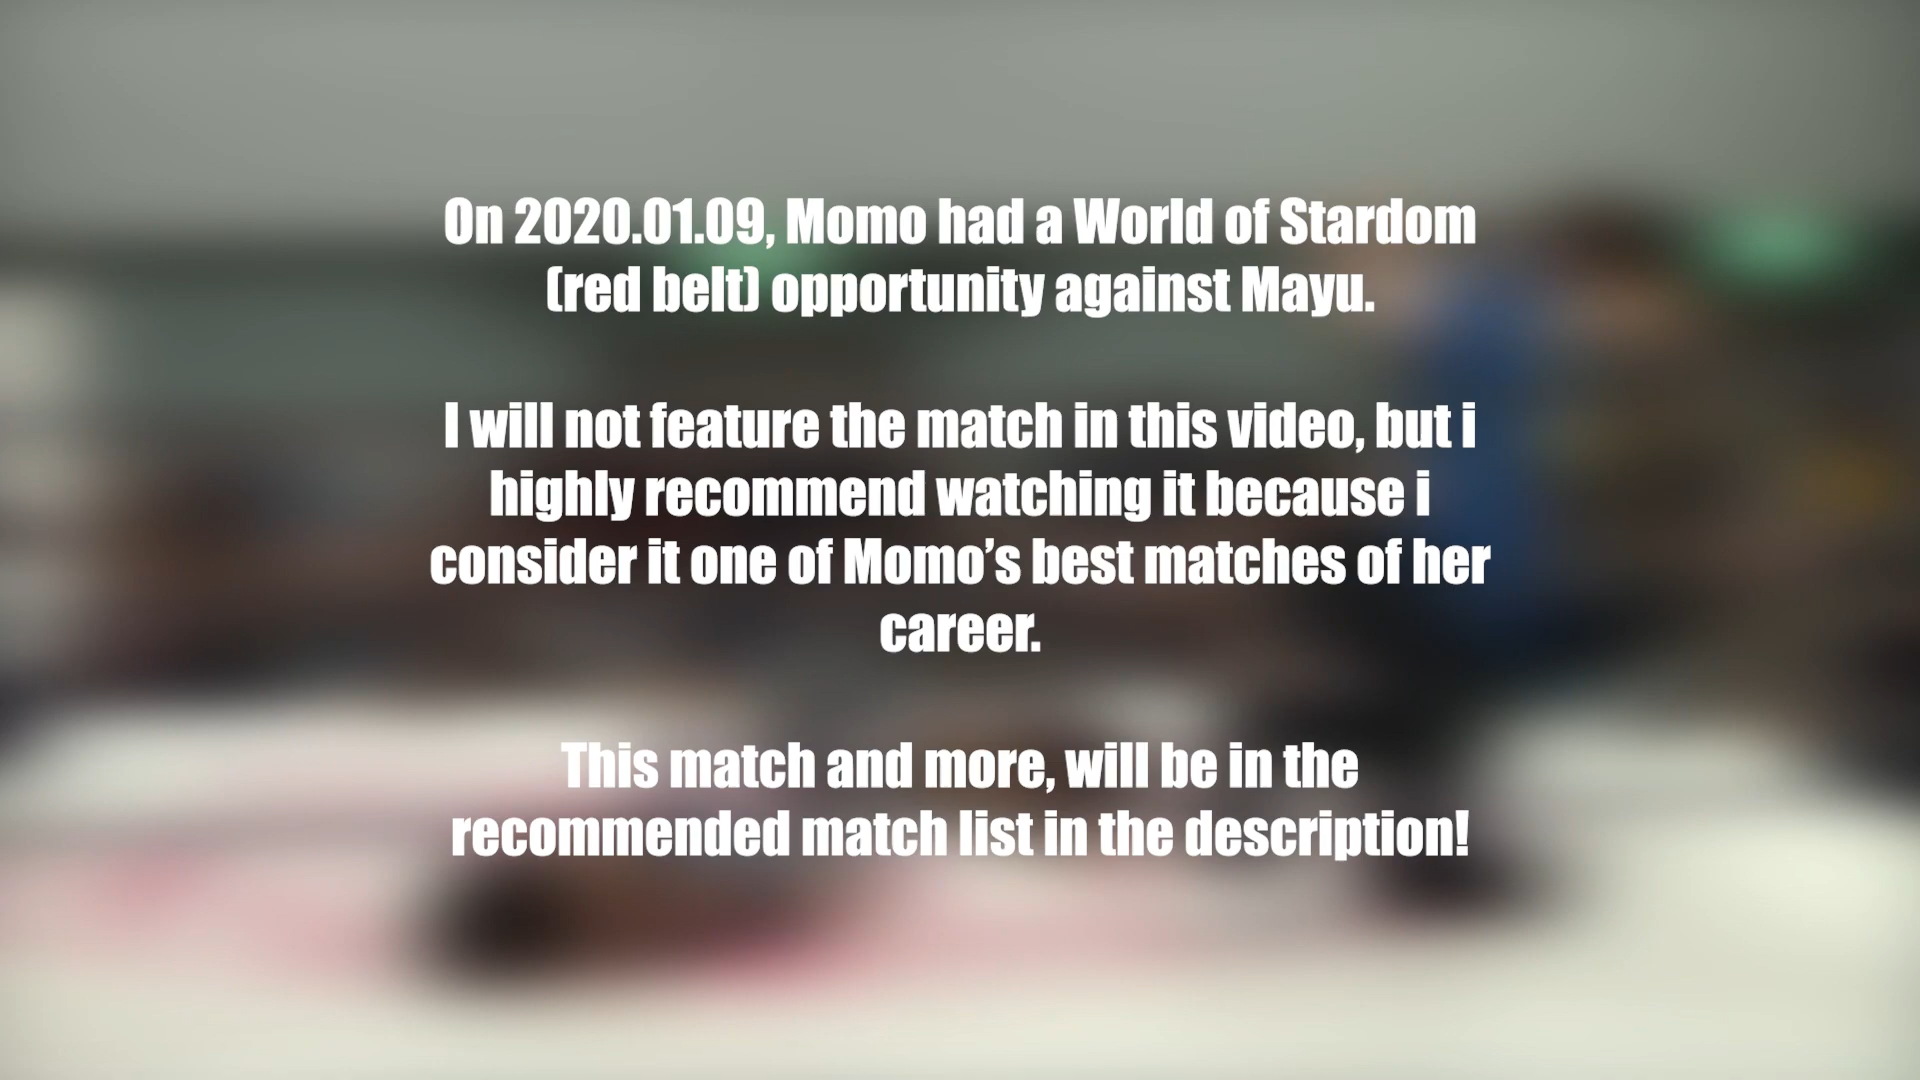 On 2020.01.09, Momo had a World of Stardom
(red belt) opportunity against Mayu.
I will not feature the match in this video, but i
highly recommend watching it because i
consider it one of Momo’s best matches of her
career.
This match and more, will be in the
recommended match list in the description!